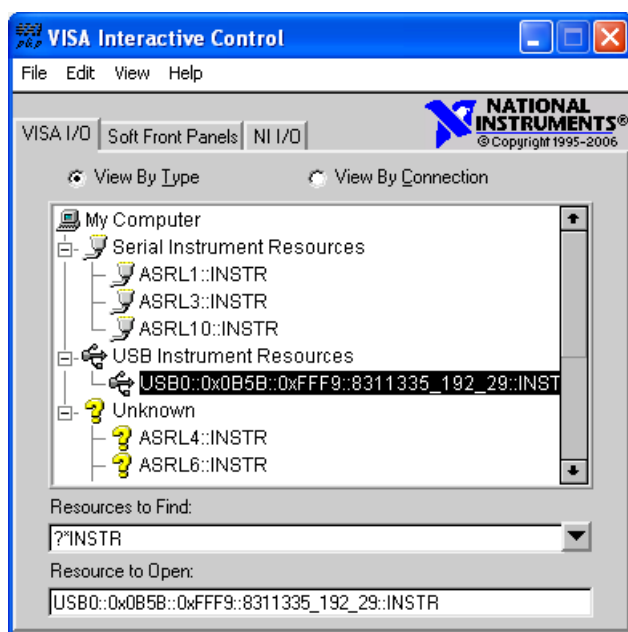 VISA Interactive Control
File Edit View Help
NATIONAL
INSTRUMENTS®
© Copyright 1995-2006
VISA I/O Soft Front Panels NI I/O
View By Type View By Connection
My Computer
Serial Instrument Resources
ASRL1::INSTR
ASRL3::INSTR
ASRL10::INSTR
USB Instrument Resources
USB0::0x0B5B::0xFFF9::8311335_192_29::INST
Unknown
ASRL4::INSTR
ASRL6::INSTR
Resources to Find:
?*INSTR
Resource to Open:
USB0::0x0B5B::0xFFF9::8311335_192_29::INSTR